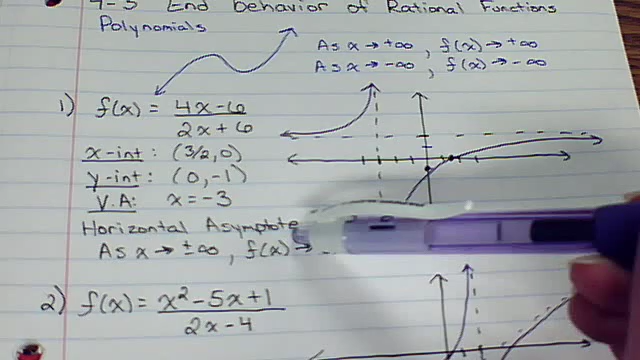 4-3 End Behavior of Rational Functions
Polynomials
As x → +∞, f(x) → +∞
As x → -∞, f(x) → -∞
1) f(x) = 4x-6 / 2x+6
x-int: (3/2, 0)
y-int: (0, -1)
V.A: x = -3
Horizontal Asymptote
As x → ±∞, f(x) →
2) f(x) = x² - 5x + 1 / 2x - 4